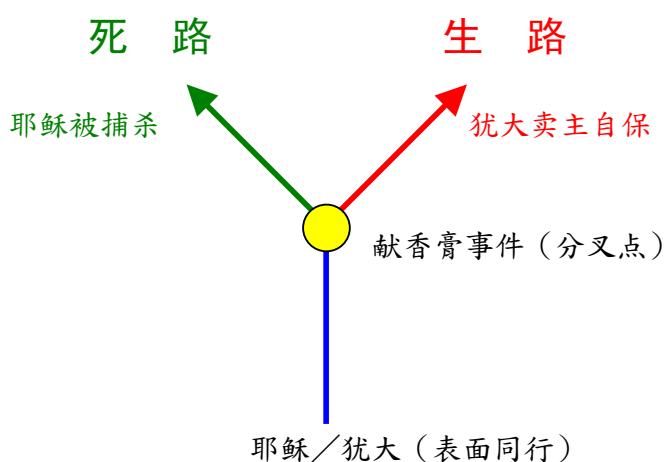 死　路
生　路
耶稣被捕杀
犹大卖主自保
献香膏事件（分叉点）
耶稣／犹大（表面同行）